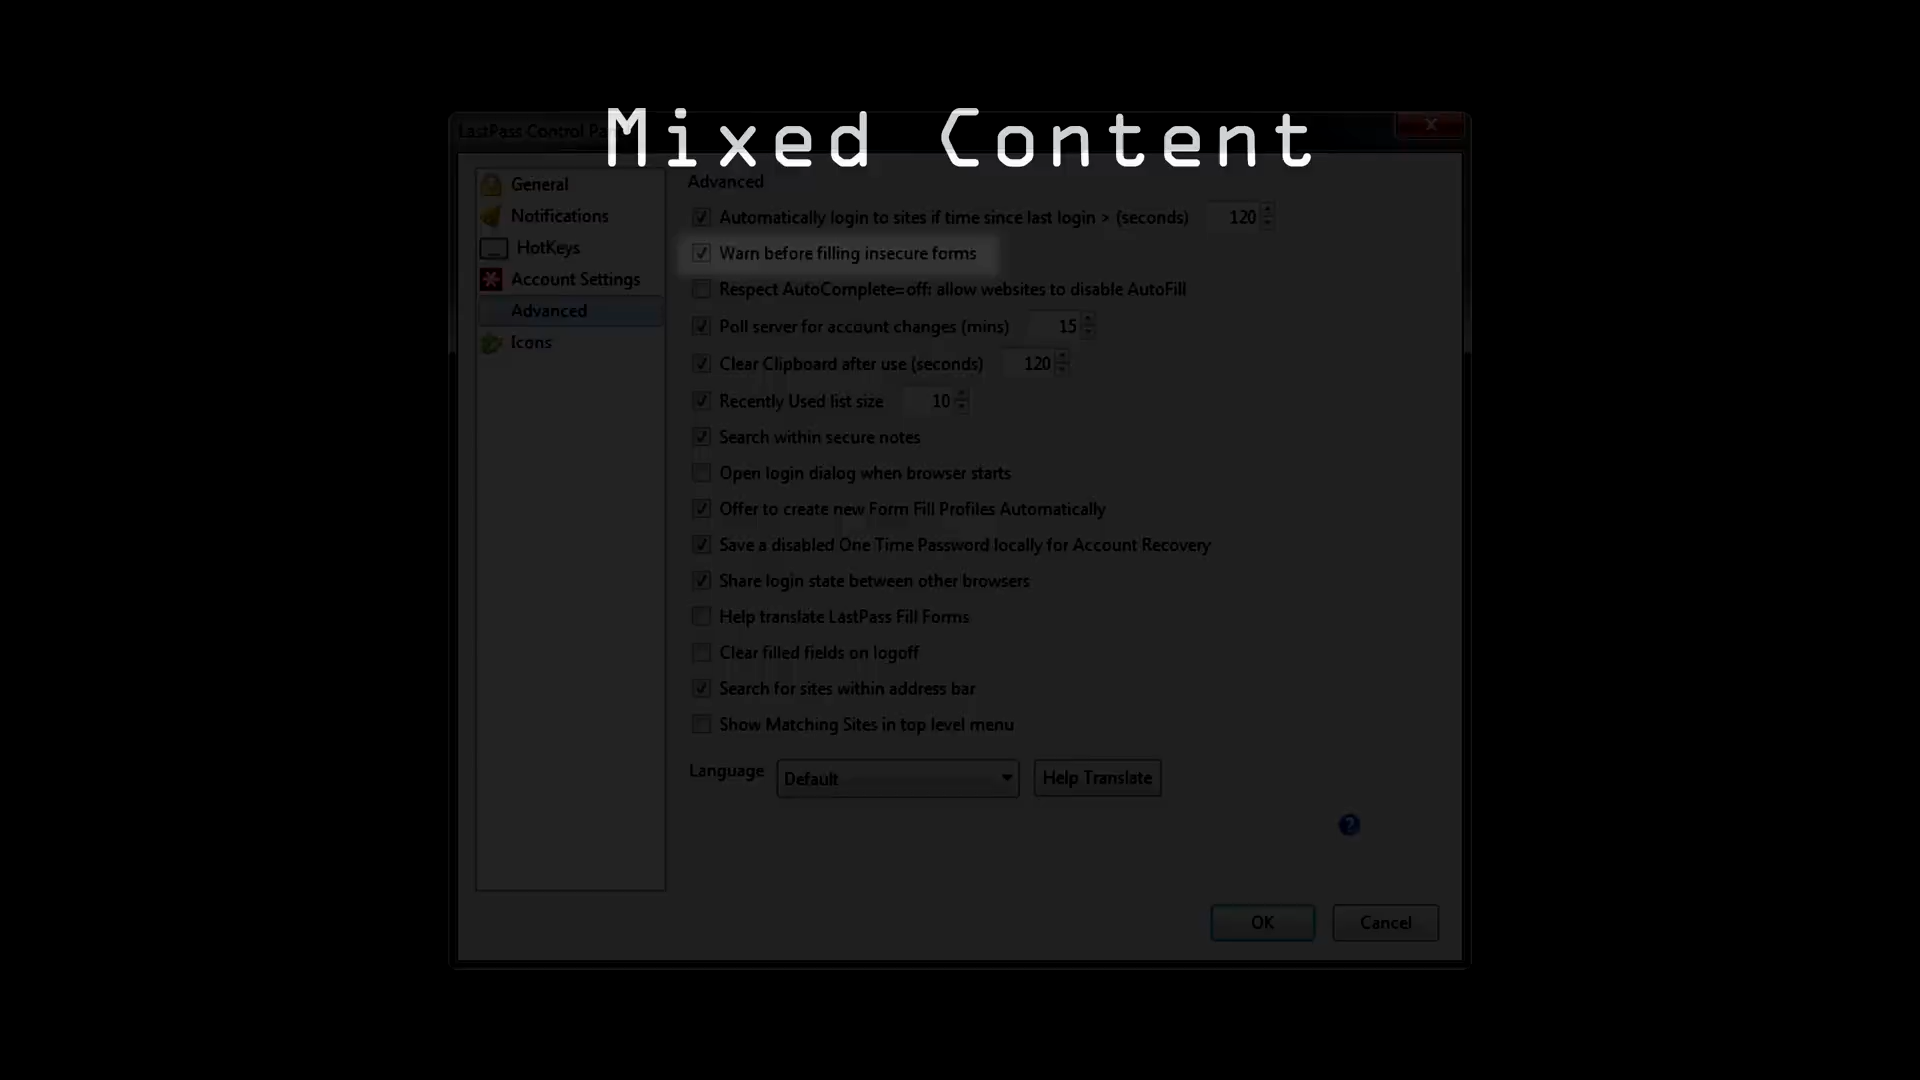 Mixed Content
LastPass Control Pa
General
Notifications
HotKeys
Account Settings
Advanced
Icons
Advanced
Automatically login to sites if time since last login > (seconds) 120
Warn before filling insecure forms
Respect AutoComplete=off: allow websites to disable AutoFill
Poll server for account changes (mins) 15
Clear Clipboard after use (seconds) 120
Recently Used list size 10
Search within secure notes
Open login dialog when browser starts
Offer to create new Form Fill Profiles Automatically
Save a disabled One Time Password locally for Account Recovery
Share login state between other browsers
Help translate LastPass Fill Forms
Clear filled fields on logoff
Search for sites within address bar
Show Matching Sites in top level menu
Language Default Help Translate
?
OK Cancel